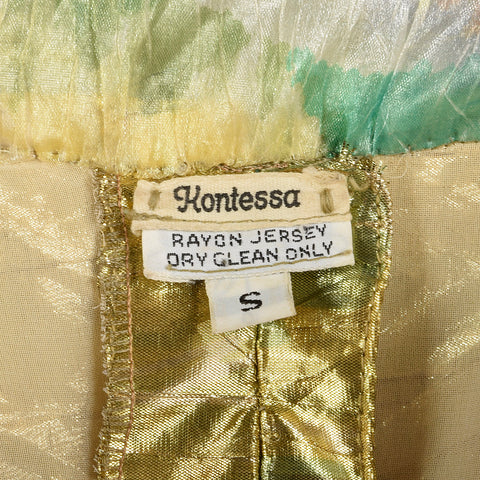 Kontessa
RAYON JERSEY
DRY CLEAN ONLY
S